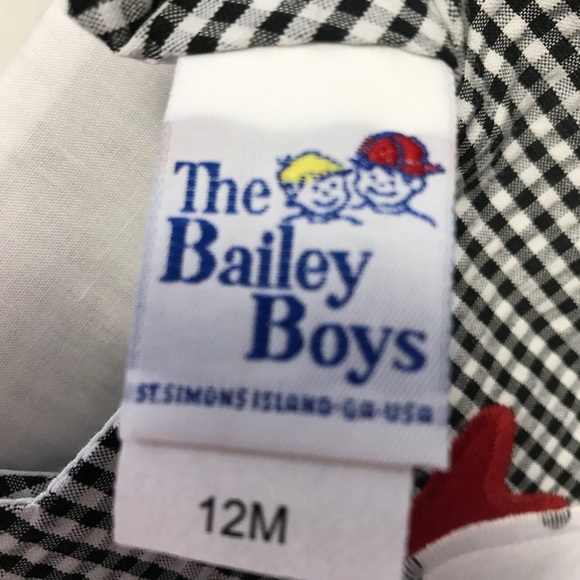 The
Bailey
Boys
ST. SIMONS ISLAND-GA-USA
12M